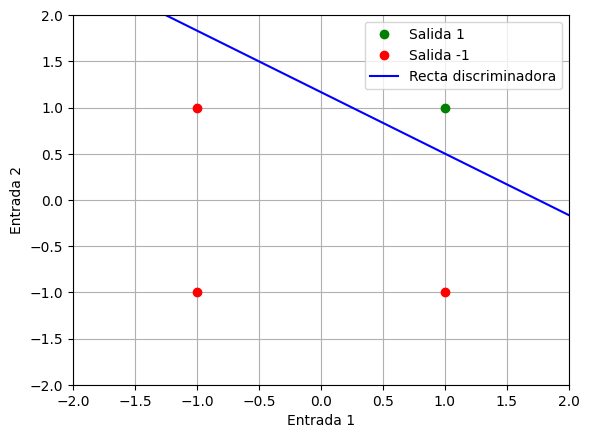 Salida 1
Salida -1
Recta discriminadora
2.0
1.5
1.0
0.5
0.0
−0.5
−1.0
−1.5
−2.0
Entrada 2
−2.0 −1.5 −1.0 −0.5 0.0 0.5 1.0 1.5 2.0
Entrada 1